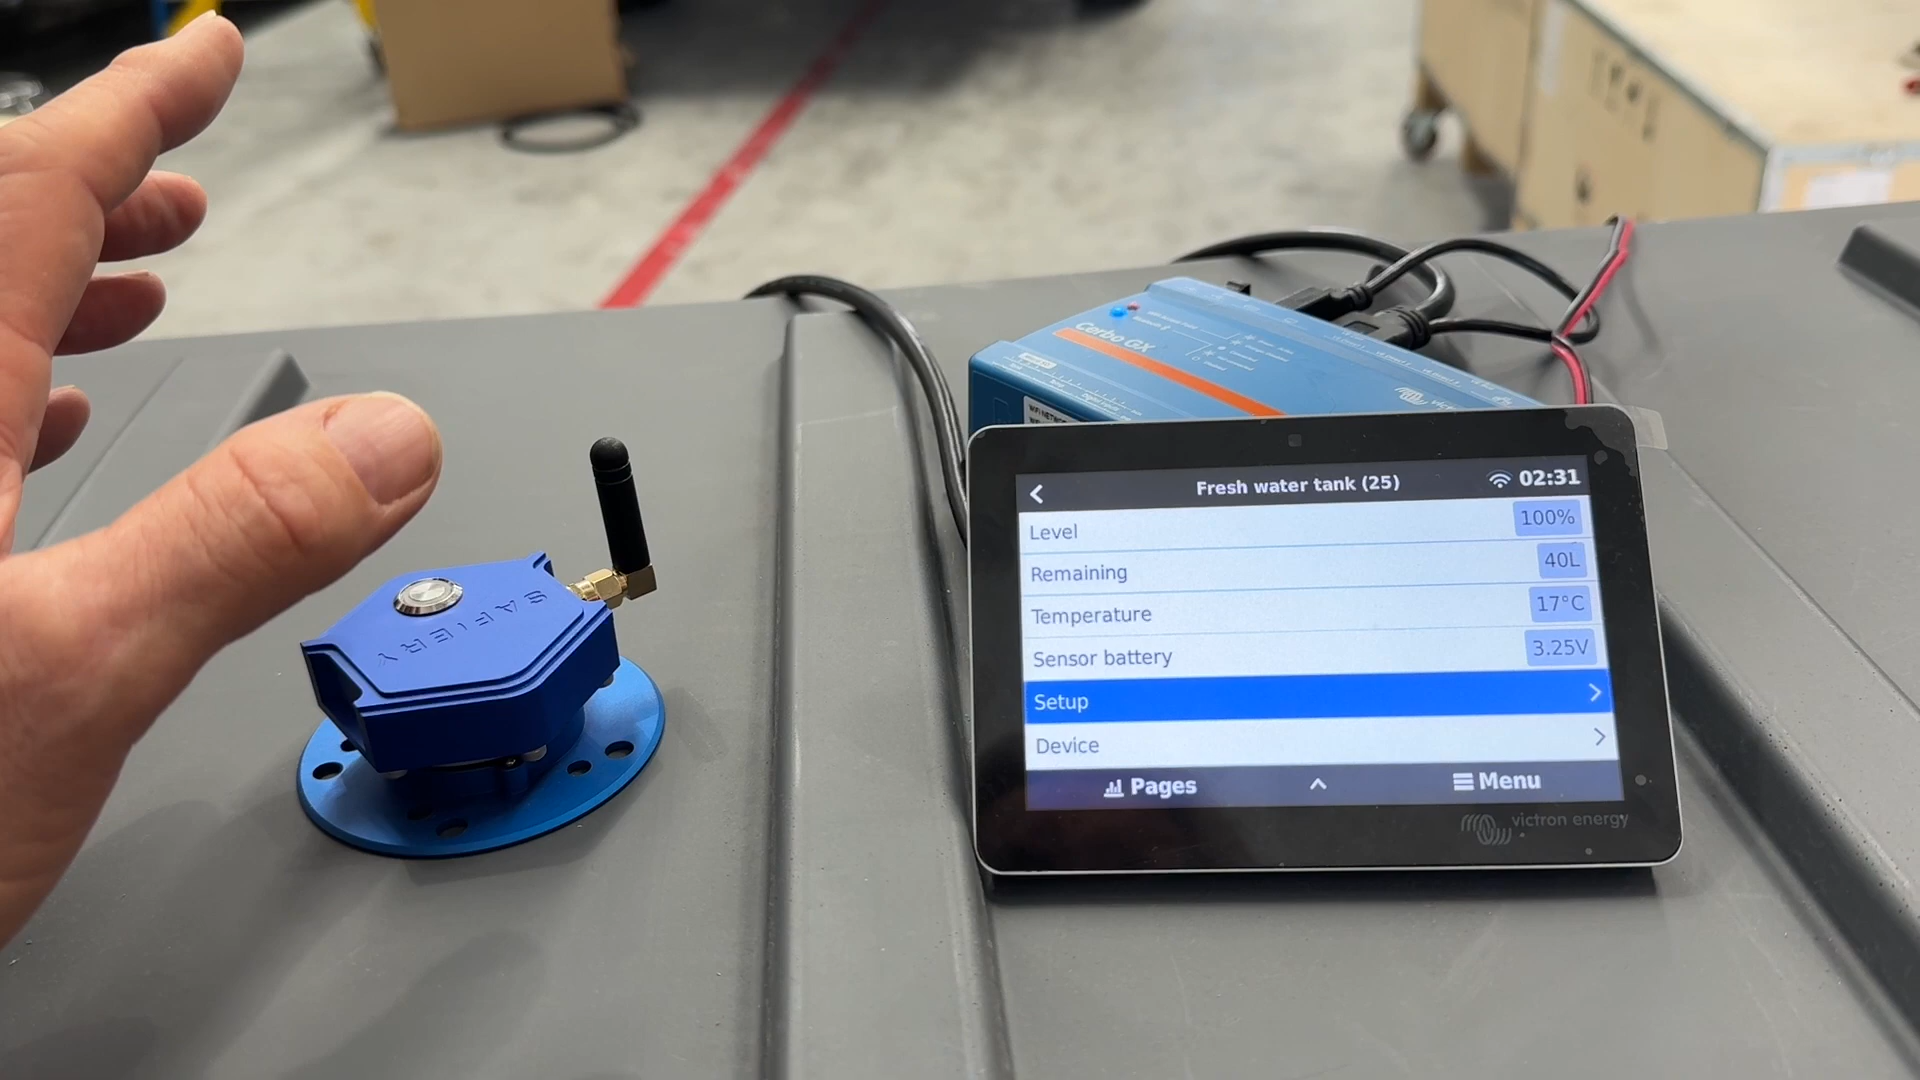 Cerbo GX
SAFIERY
Fresh water tank (25)
02:31
Level
100%
Remaining
40L
Temperature
17°C
Sensor battery
3.25V
Setup
Device
Pages
Menu
victron energy